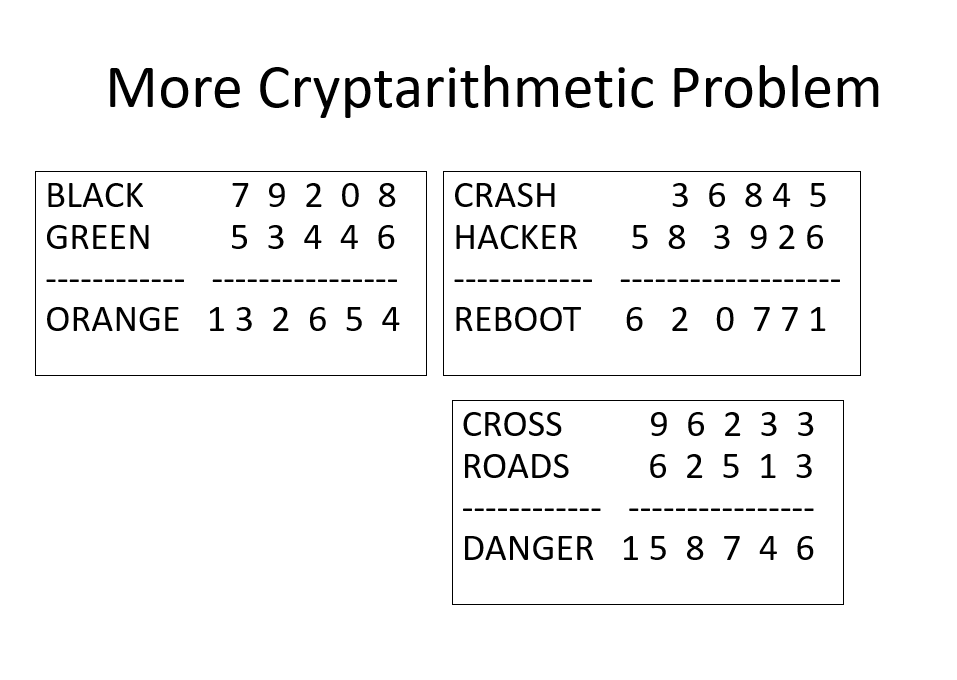 More Cryptarithmetic Problem
BLACK 7 9 2 0 8
GREEN 5 3 4 4 6
------------ ----------------
ORANGE 1 3 2 6 5 4
CRASH 3 6 8 4 5
HACKER 5 8 3 9 2 6
------------ -------------------
REBOOT 6 2 0 7 7 1
CROSS 9 6 2 3 3
ROADS 6 2 5 1 3
------------ ----------------
DANGER 1 5 8 7 4 6